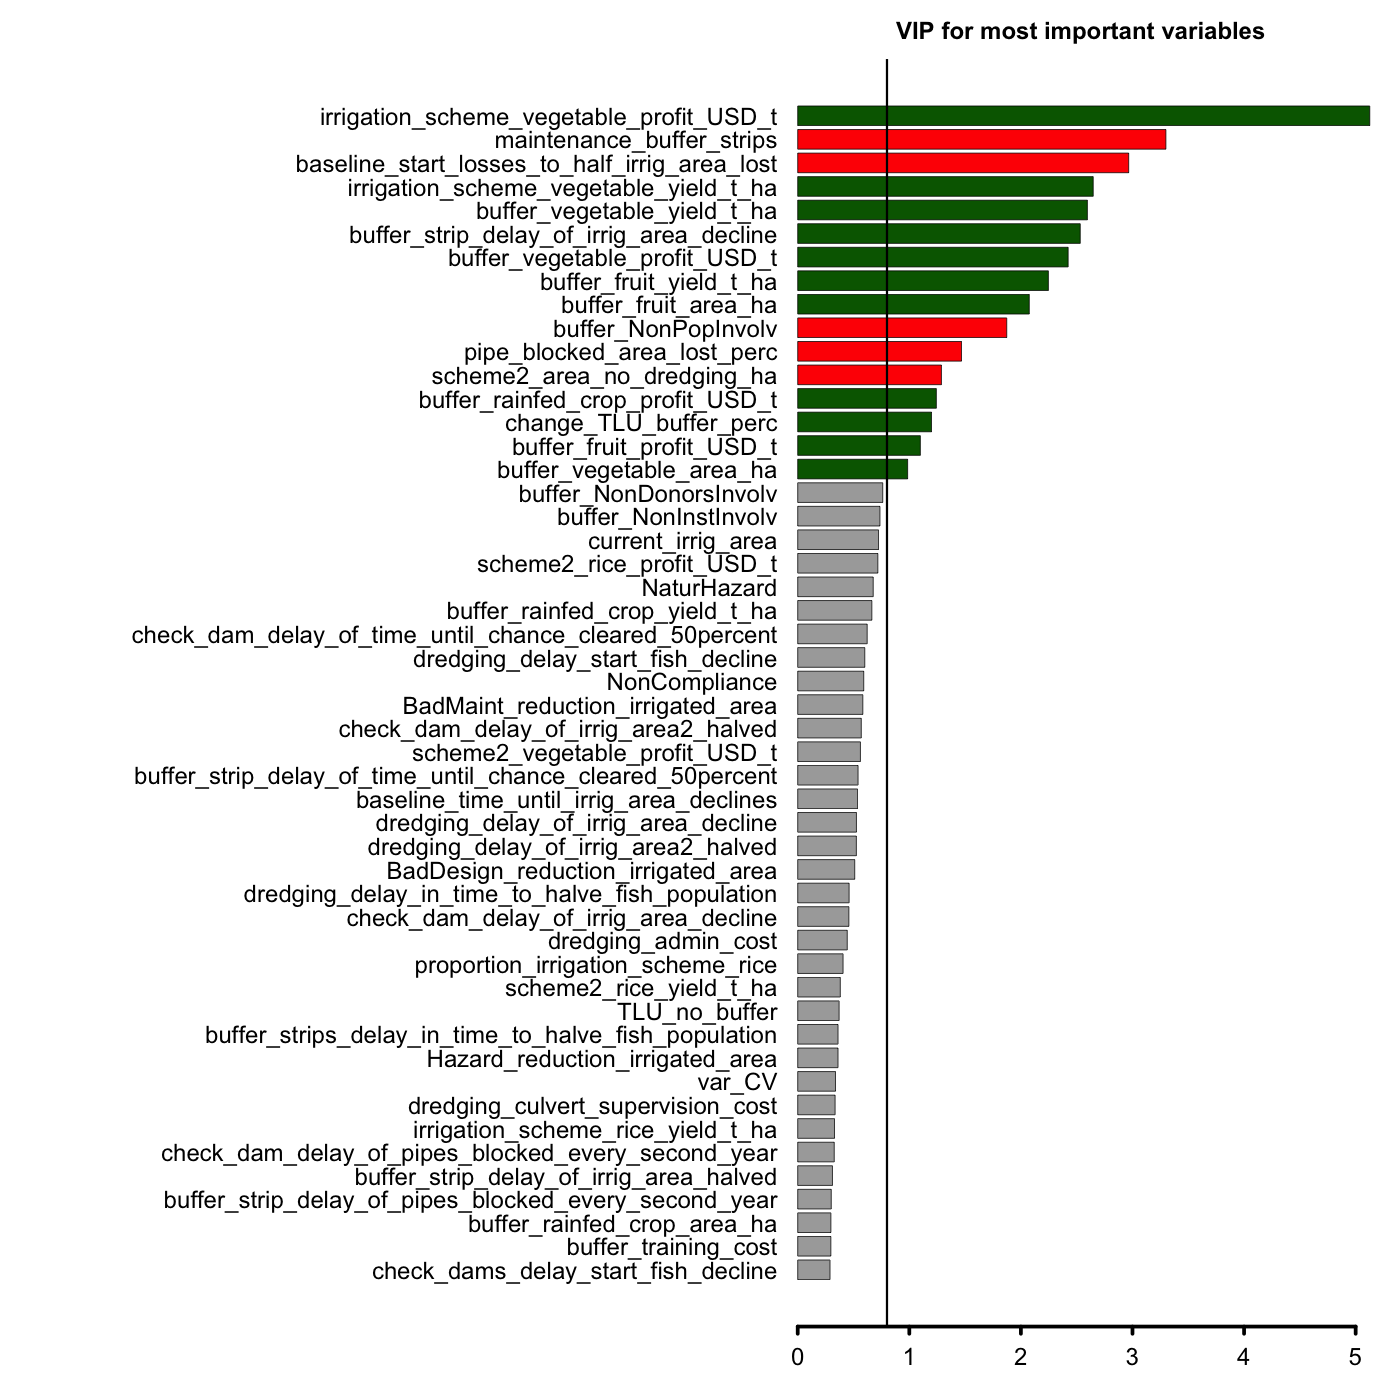 VIP for most important variables
irrigation_scheme_vegetable_profit_USD_t
maintenance_buffer_strips
baseline_start_losses_to_half_irrig_area_lost
irrigation_scheme_vegetable_yield_t_ha
buffer_vegetable_yield_t_ha
buffer_strip_delay_of_irrig_area_decline
buffer_vegetable_profit_USD_t
buffer_fruit_yield_t_ha
buffer_fruit_area_ha
buffer_NonPopInvolv
pipe_blocked_area_lost_perc
scheme2_area_no_dredging_ha
buffer_rainfed_crop_profit_USD_t
change_TLU_buffer_perc
buffer_fruit_profit_USD_t
buffer_vegetable_area_ha
buffer_NonDonorsInvolv
buffer_NonInstInvolv
current_irrig_area
scheme2_rice_profit_USD_t
NaturHazard
buffer_rainfed_crop_yield_t_ha
check_dam_delay_of_time_until_chance_cleared_50percent
dredging_delay_start_fish_decline
NonCompliance
BadMaint_reduction_irrigated_area
check_dam_delay_of_irrig_area2_halved
scheme2_vegetable_profit_USD_t
buffer_strip_delay_of_time_until_chance_cleared_50percent
baseline_time_until_irrig_area_declines
dredging_delay_of_irrig_area_decline
dredging_delay_of_irrig_area2_halved
BadDesign_reduction_irrigated_area
dredging_delay_in_time_to_halve_fish_population
check_dam_delay_of_irrig_area_decline
dredging_admin_cost
proportion_irrigation_scheme_rice
scheme2_rice_yield_t_ha
TLU_no_buffer
buffer_strips_delay_in_time_to_halve_fish_population
Hazard_reduction_irrigated_area
var_CV
dredging_culvert_supervision_cost
irrigation_scheme_rice_yield_t_ha
check_dam_delay_of_pipes_blocked_every_second_year
buffer_strip_delay_of_irrig_area_halved
buffer_strip_delay_of_pipes_blocked_every_second_year
buffer_rainfed_crop_area_ha
buffer_training_cost
check_dams_delay_start_fish_decline
0 1 2 3 4 5